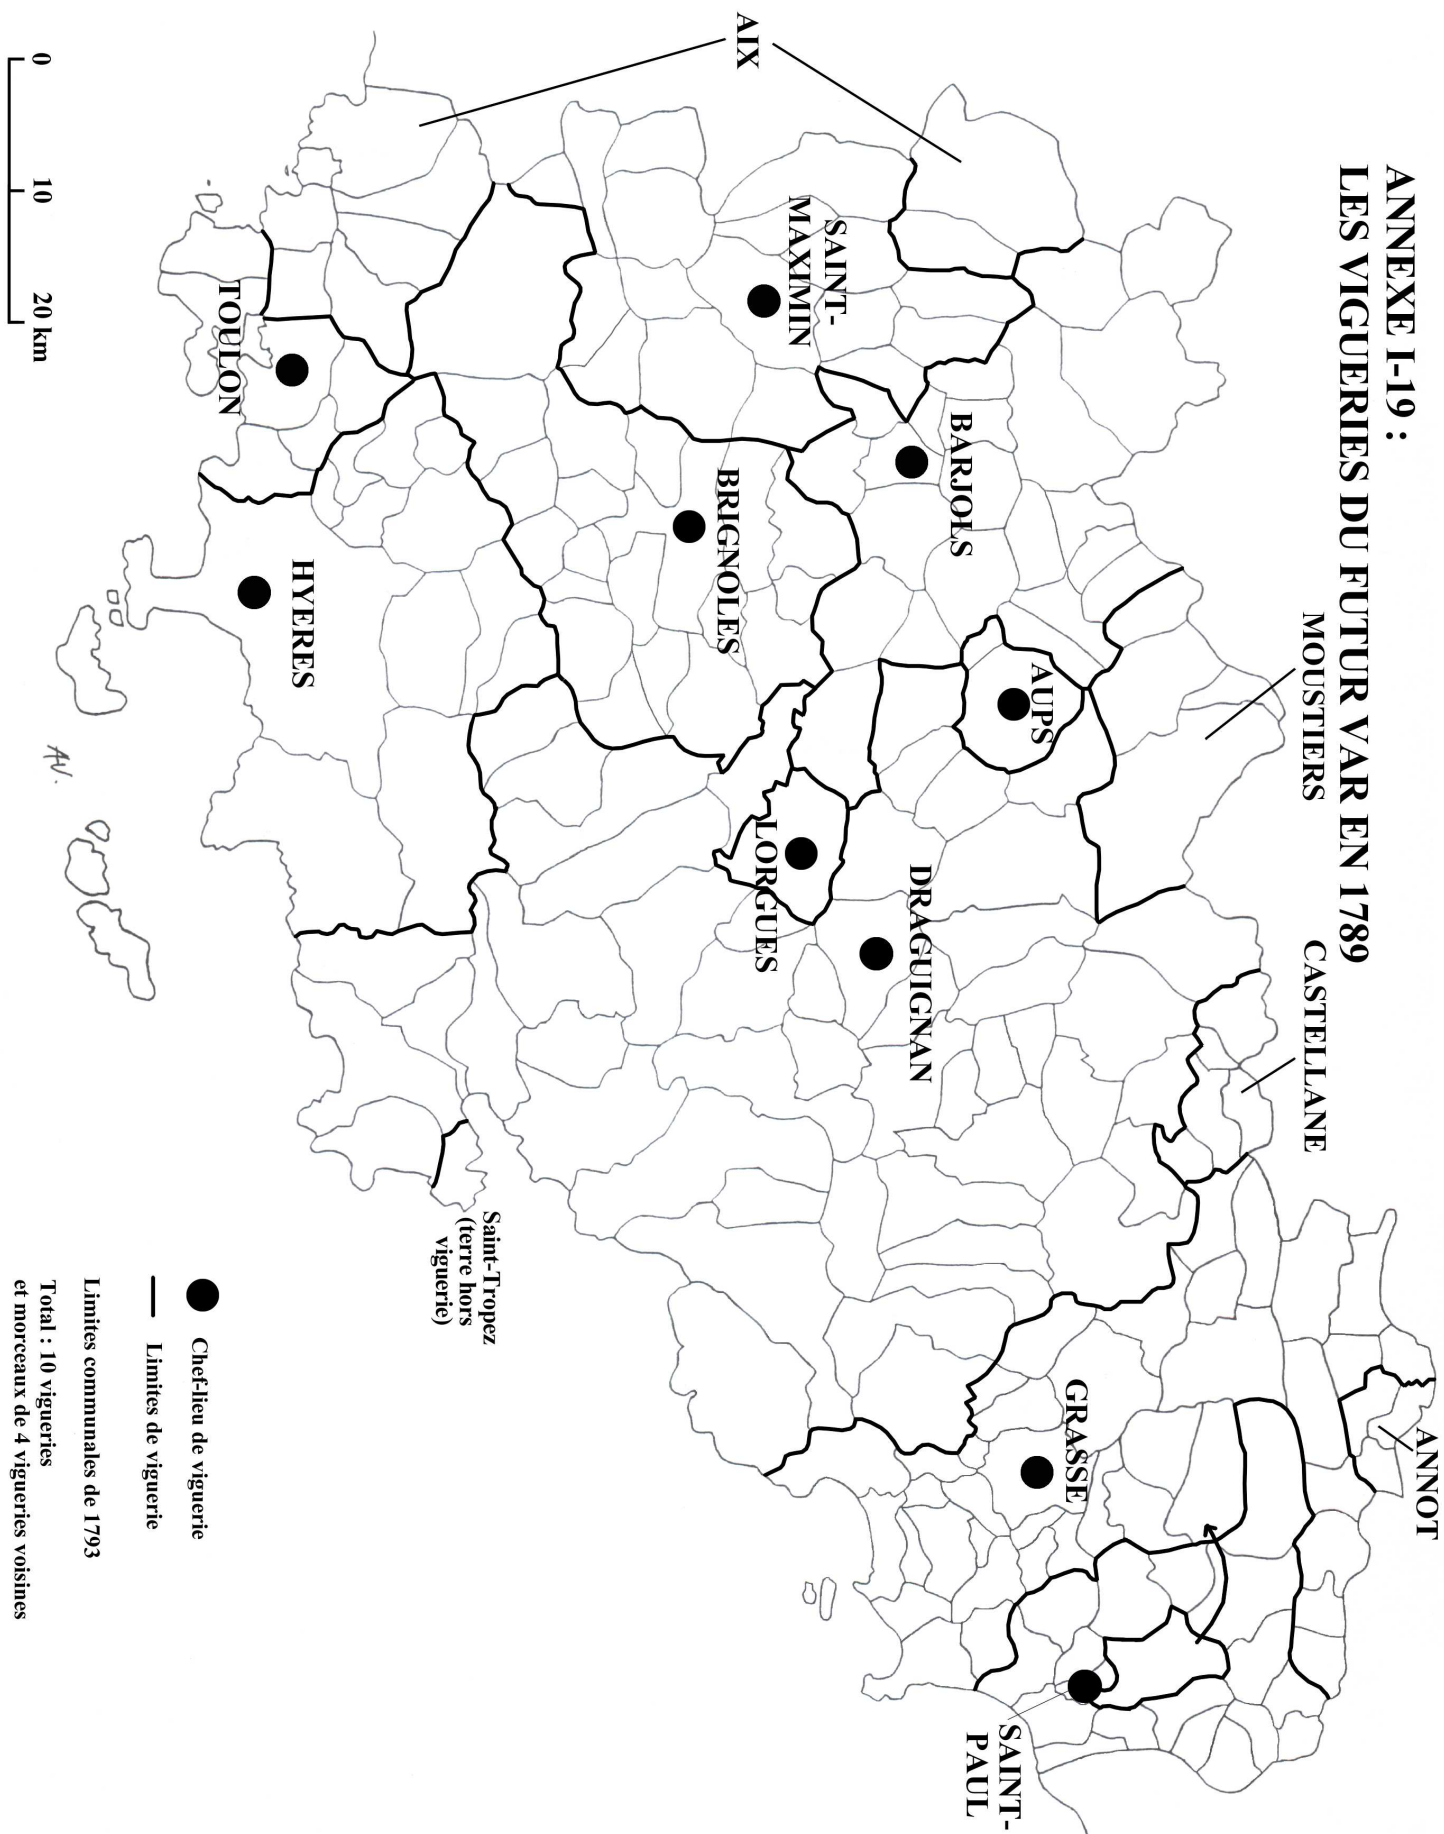 ANNEXE I-19 :
LES VIGUERIES DU FUTUR VAR EN 1789
MOUSTIERS
CASTELLANE
ANNOT
AIX
SAINT-
MAXIMIN
BARJOLS
AUPS
DRAGUIGNAN
GRASSE
SAINT-
PAUL
BRIGNOLES
LORGUES
TOULON
HYERES
Saint-Tropez
(terre hors
viguerie)
AV.
0 10 20 km
Chef-lieu de viguerie
Limites de viguerie
Limites communales de 1793
Total : 10 vigueries
et morceaux de 4 vigueries voisines